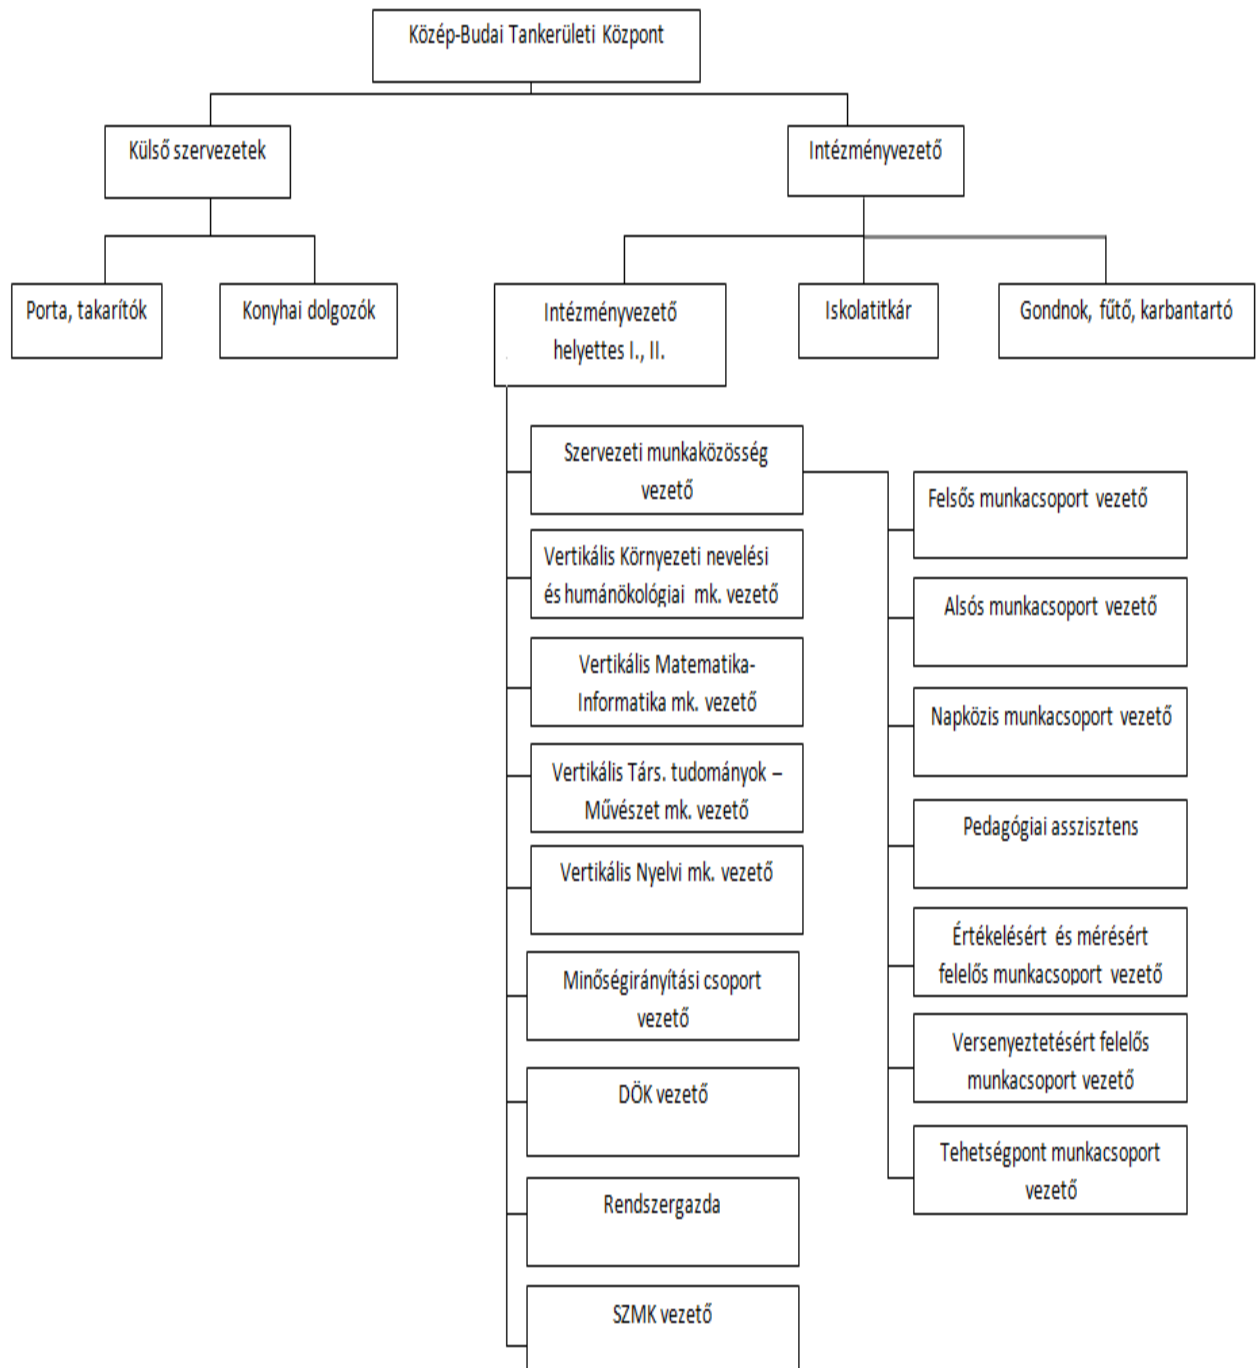 Közép-Budai Tankerületi Központ
Külső szervezetek
Intézményvezető
Porta, takarítók
Konyhai dolgozók
Intézményvezető
helyettes I., II.
Iskolatitkár
Gondnok, fűtő, karbantartó
Szervezeti munkaközösség
vezető
Vertikális Környezeti nevelési
és humánökológiai mk. vezető
Vertikális Matematika-
Informatika mk. vezető
Vertikális Társ. tudományok –
Művészet mk. vezető
Vertikális Nyelvi mk. vezető
Minőségirányítási csoport
vezető
DÖK vezető
Rendszergazda
SZMK vezető
Felsős munkacsoport vezető
Alsós munkacsoport vezető
Napközis munkacsoport vezető
Pedagógiai asszisztens
Értékelésért és mérésért
felelős munkacsoport vezető
Versenyeztetésért felelős
munkacsoport vezető
Tehetségpont munkacsoport
vezető